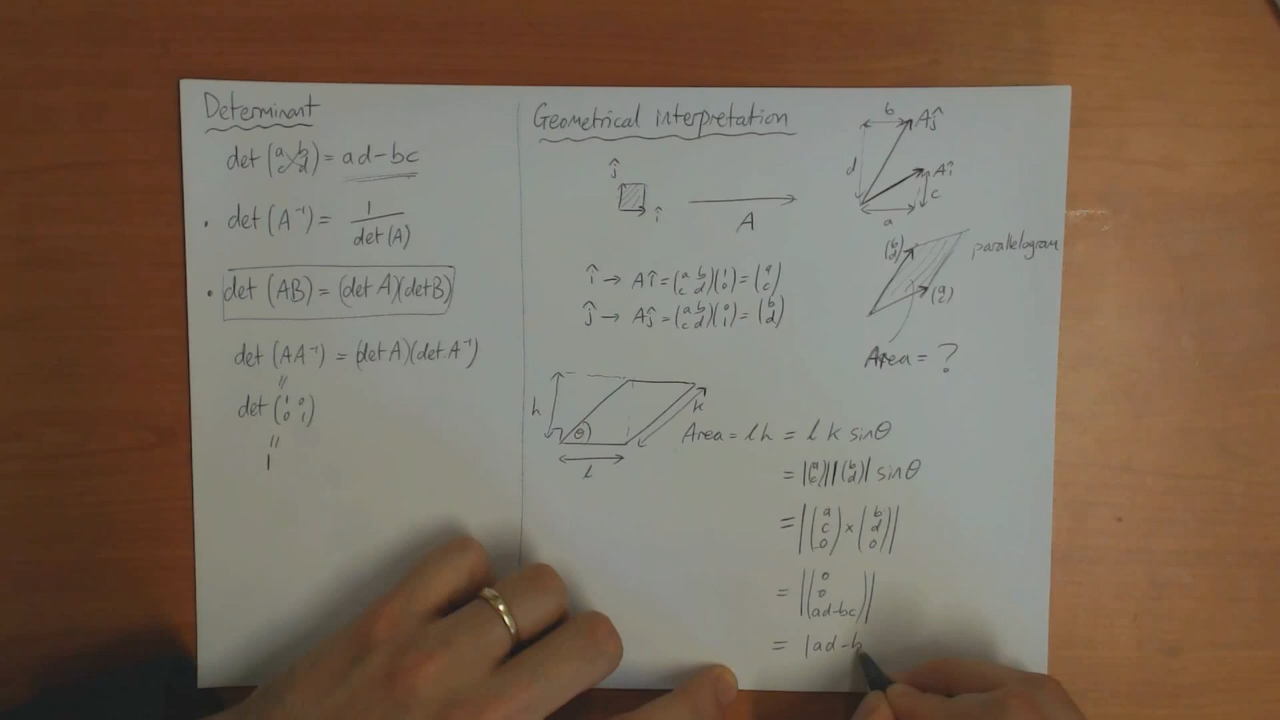 Determinant
det (a b c d) = ad-bc
• det (A⁻¹) = 1/det(A)
• det (AB) = (det A)(det B)
det (AA⁻¹) = (det A)(det A⁻¹)
=
det (1 0 0 1)
=
1
Geometrical interpretation
ĵ
î
A
î → Aî = (a b c d)(1 0) = (a c)
ĵ → Aĵ = (a b c d)(0 1) = (b d)
b
Aĵ
d
Aî
c
a
(b d)
parallelogram
(a c)
Area = ?
h
θ
k
l
Area = lh = l k sinθ
= |(a c)| |(b d)| sinθ
= |(a c 0) × (b d 0)|
= |(0 0 ad-bc)|
= |ad-b